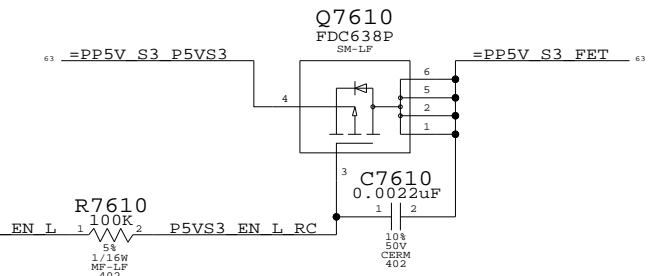 Q7610
FDC638P
SM-LF
63 =PP5V_S3_P5VS3
=PP5V_S3_FET 63
6
5
4
2
1
3
C7610
0.0022uF
1 2
R7610
100K
EN_L 1 2 P5VS3_EN_L_RC
5%
1/16W
MF-LF
402
10%
50V
CERM
402